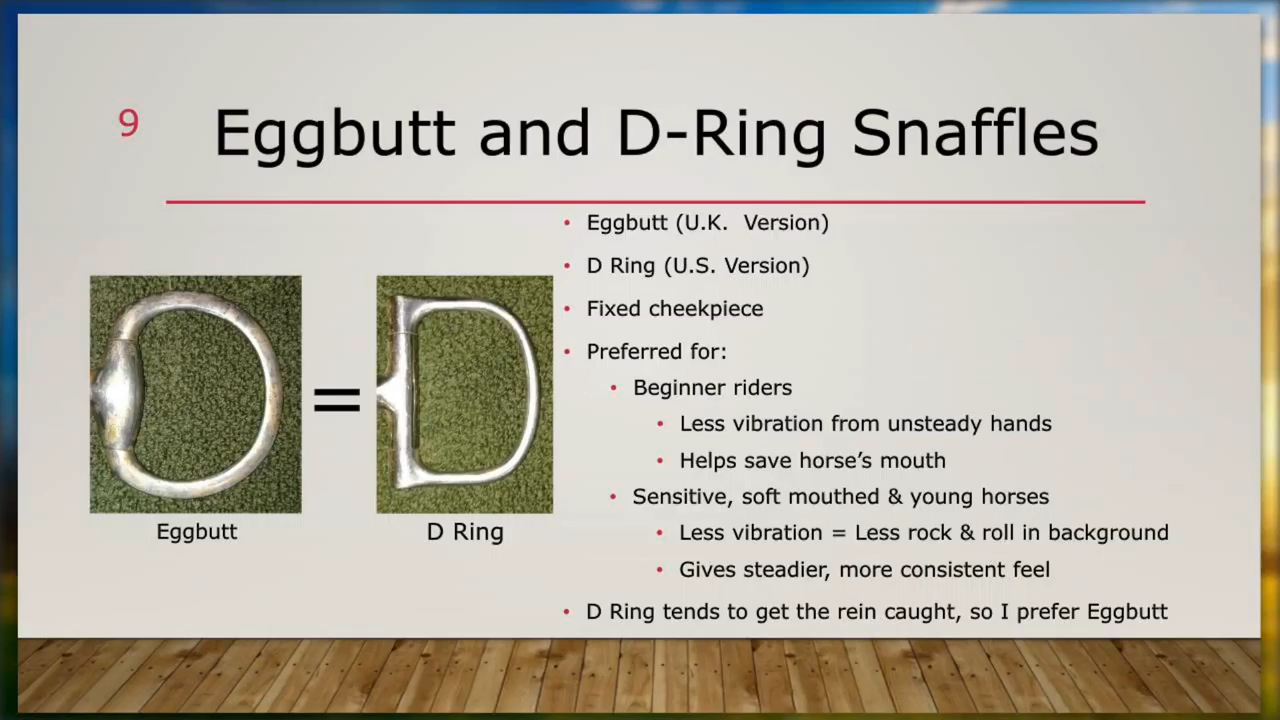 9
Eggbutt and D-Ring Snaffles
• Eggbutt (U.K.  Version)
• D Ring (U.S. Version)
• Fixed cheekpiece
• Preferred for:
• Beginner riders
• Less vibration from unsteady hands
• Helps save horse’s mouth
• Sensitive, soft mouthed & young horses
• Less vibration = Less rock & roll in background
• Gives steadier, more consistent feel
• D Ring tends to get the rein caught, so I prefer Eggbutt
=
Eggbutt
D Ring